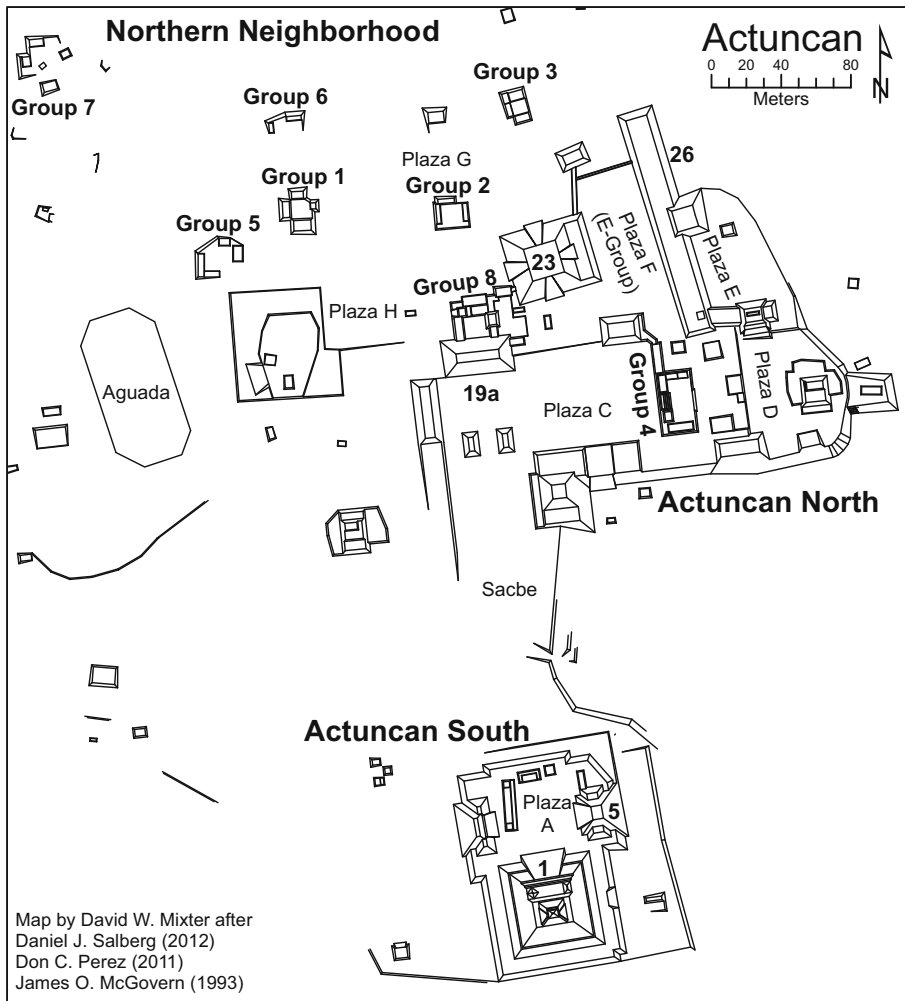 Northern Neighborhood
Actuncan
0 20 40 80
Meters
N
Group 7
Group 6
Group 3
Plaza G
26
Group 1
Group 2
Group 5
23
Plaza F
(E-Group)
Plaza E
Group 8
Plaza H
Aguada
19a
Plaza C
Group 4
Plaza D
Actuncan North
Sacbe
Actuncan South
Plaza
A
5
1
Map by David W. Mixter after
Daniel J. Salberg (2012)
Don C. Perez (2011)
James O. McGovern (1993)